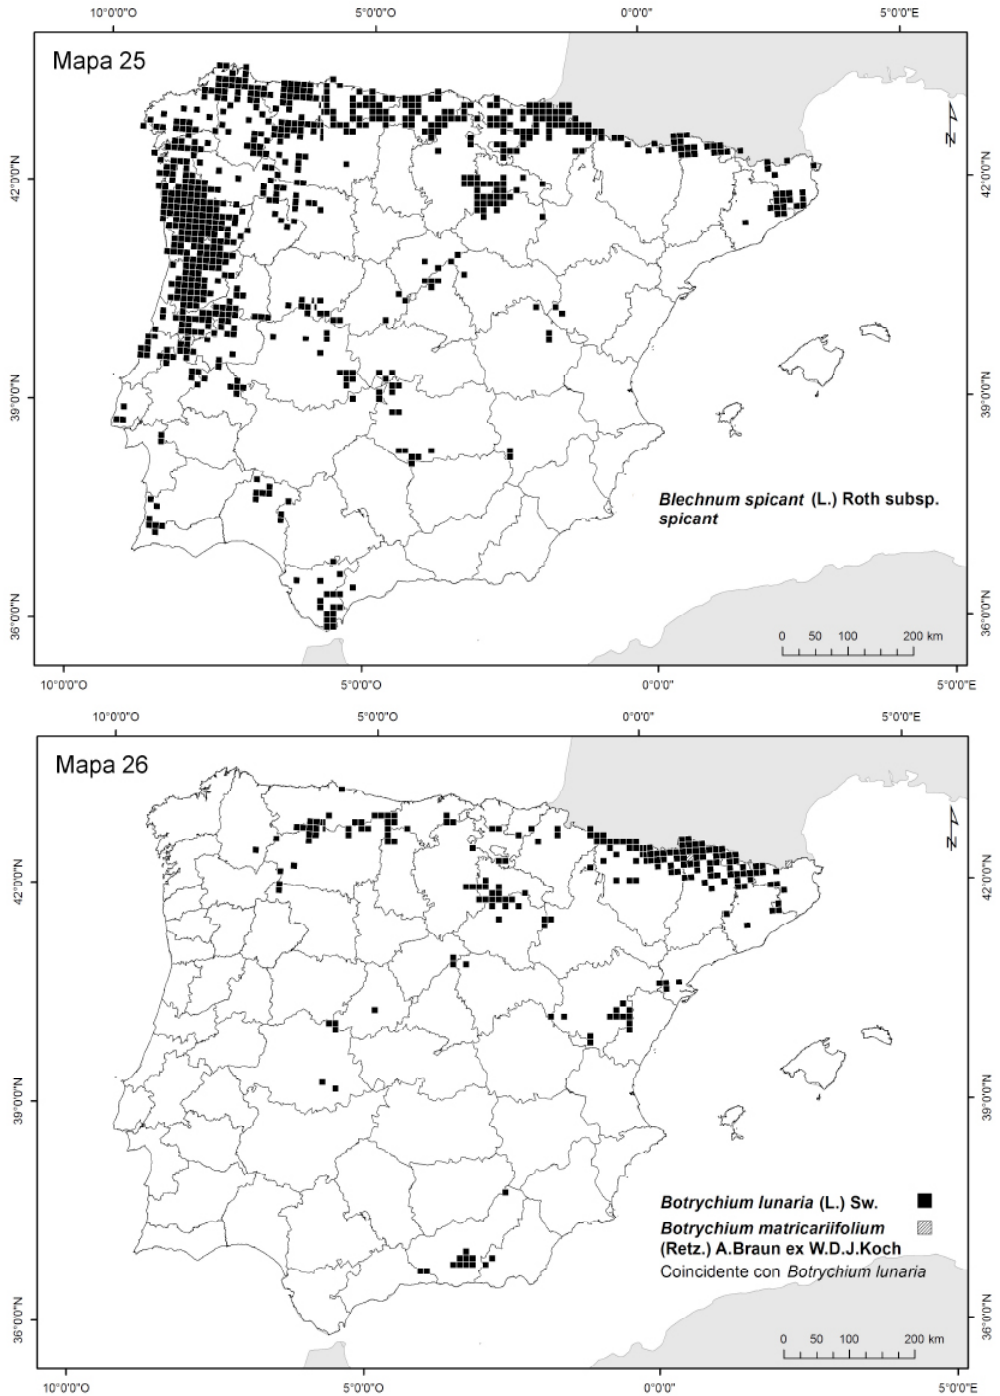 10°0'0"O 5°0'0"O 0°0'0" 5°0'0"E
Mapa 25
N
42°0'0"N 42°0'0"N
39°0'0"N 39°0'0"N
Blechnum spicant (L.) Roth subsp.
spicant
36°0'0"N 36°0'0"N
0 50 100 200 km
10°0'0"O 5°0'0"O 0°0'0" 5°0'0"E
10°0'0"O 5°0'0"O 0°0'0" 5°0'0"E
Mapa 26
N
42°0'0"N 42°0'0"N
39°0'0"N 39°0'0"N
Botrychium lunaria (L.) Sw.
Botrychium matricariifolium
(Retz.) A.Braun ex W.D.J.Koch
Coincidente con Botrychium lunaria
36°0'0"N 36°0'0"N
0 50 100 200 km
10°0'0"O 5°0'0"O 0°0'0" 5°0'0"E